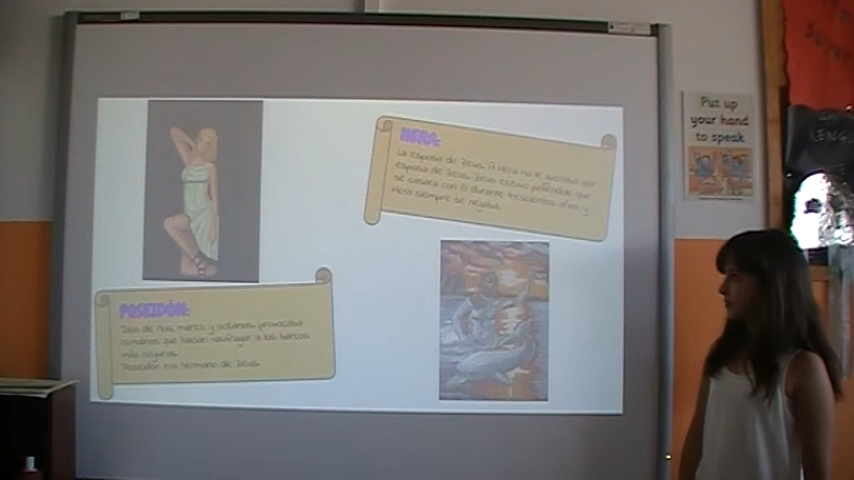 HERA:
La esposa de Zeus. A Hera no le gustaba ser
esposa de Zeus. Zeus estuvo pidiéndole que
se casara con él durante trescientos años y
Hera siempre se negaba.
POSEIDÓN:
Dios de ríos, mares y océanos, provocaba
que hacían naufragar a los barcos
más seguros.
Poseidón era hermano de Zeus.
Put up
your hand
to speak